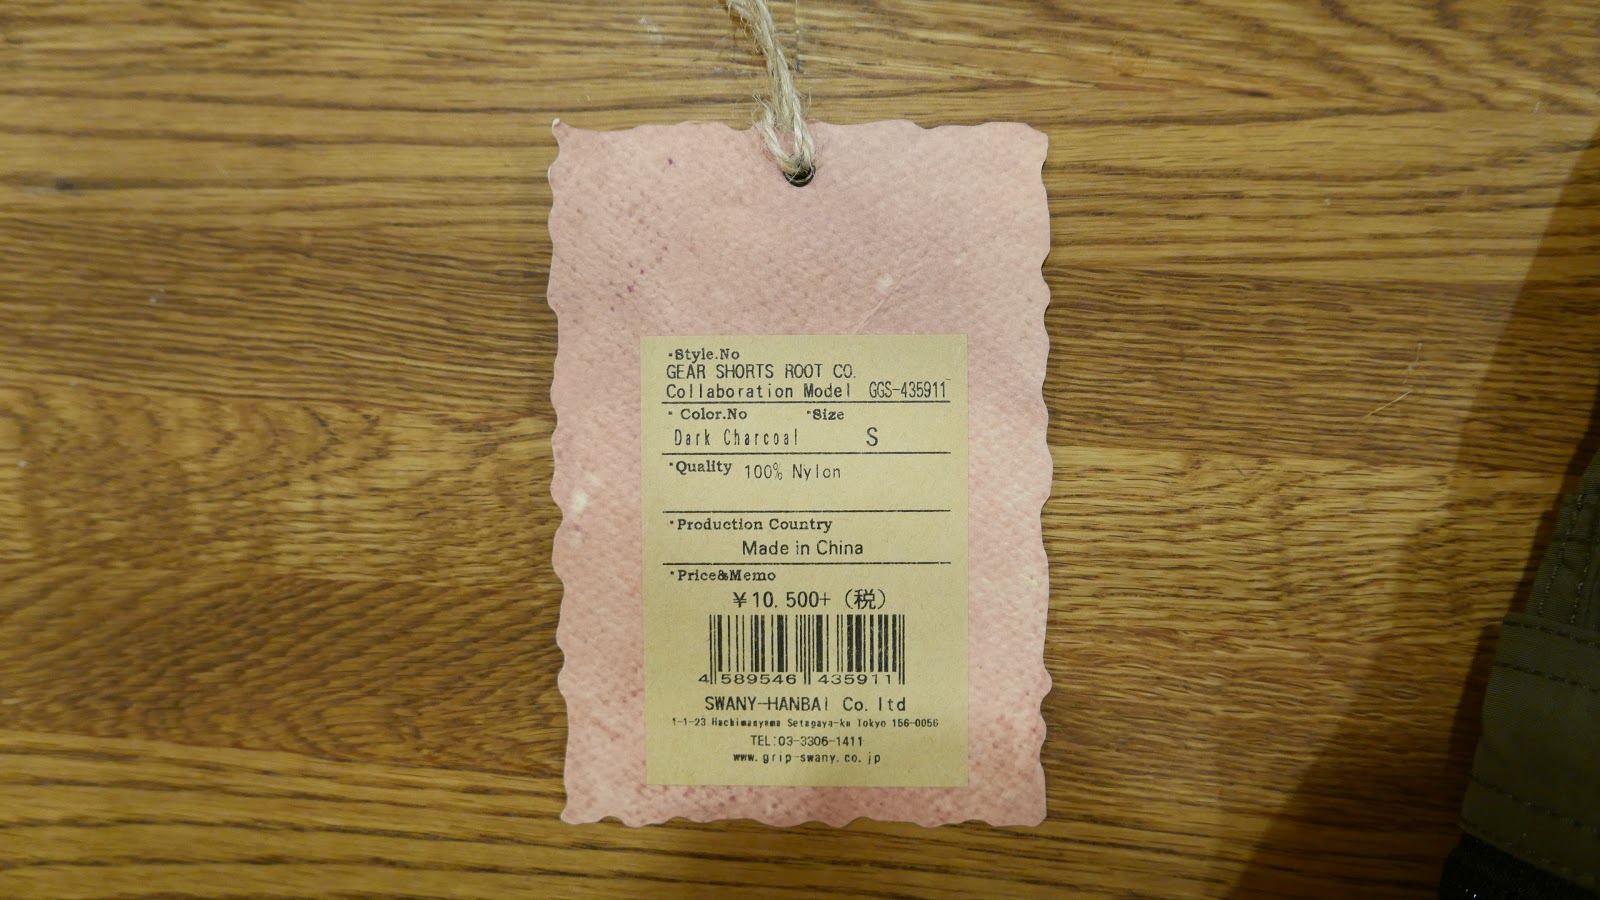 ・Style.No
GEAR SHORTS ROOT CO.
Collaboration Model GGS-435911
・Color.No ・Size
Dark Charcoal S
・Quality 100% Nylon
・Production Country
Made in China
・Price&Memo
¥10.500+（税）
4 589546 435911
SWANY-HANBAI Co.ltd
1-1-23 Hachimanyama Setagaya-ku Tokyo 156-0056
TEL:03-3306-1411
www.grip-swany.co.jp